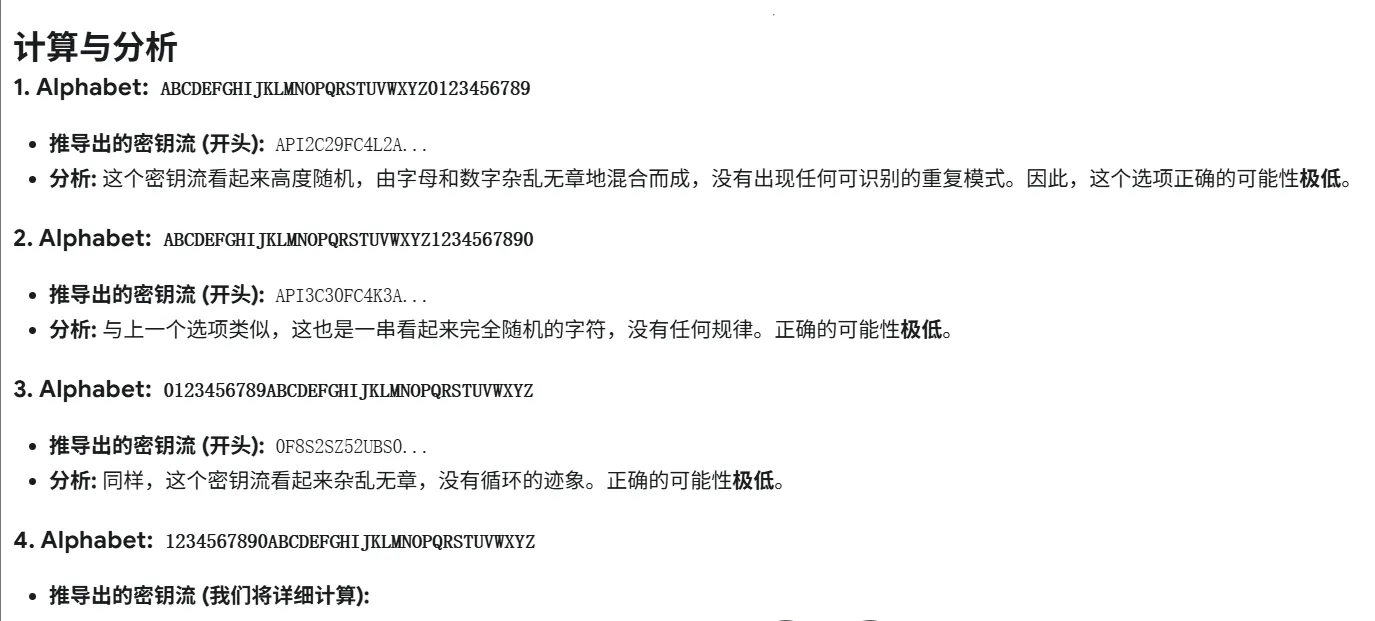 计算与分析
1. Alphabet: ABCDEFGHIJKLMNOPQRSTUVWXYZ0123456789
• 推导出的密钥流 (开头): API2C29FC4L2A...
• 分析: 这个密钥流看起来高度随机，由字母和数字杂乱无章地混合而成，没有出现任何可识别的重复模式。因此，这个选项正确的可能性极低。
2. Alphabet: ABCDEFGHIJKLMNOPQRSTUVWXYZ1234567890
• 推导出的密钥流 (开头): API3C30FC4K3A...
• 分析: 与上一个选项类似，这也是一串看起来完全随机的字符，没有任何规律。正确的可能性极低。
3. Alphabet: 0123456789ABCDEFGHIJKLMNOPQRSTUVWXYZ
• 推导出的密钥流 (开头): 0F8S2SZ52UBS0...
• 分析: 同样，这个密钥流看起来杂乱无章，没有循环的迹象。正确的可能性极低。
4. Alphabet: 1234567890ABCDEFGHIJKLMNOPQRSTUVWXYZ
• 推导出的密钥流 (我们将详细计算):